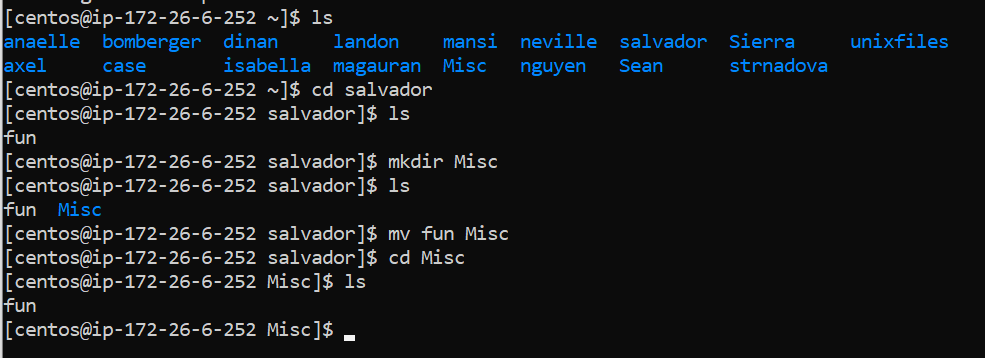 [centos@ip-172-26-6-252 ~]$ ls
anaelle  bomberger  dinan     landon    mansi  neville  salvador  Sierra     unixfiles
axel     case       isabella  magauran  Misc   nguyen   Sean      strnadova
[centos@ip-172-26-6-252 ~]$ cd salvador
[centos@ip-172-26-6-252 salvador]$ ls
fun
[centos@ip-172-26-6-252 salvador]$ mkdir Misc
[centos@ip-172-26-6-252 salvador]$ ls
fun  Misc
[centos@ip-172-26-6-252 salvador]$ mv fun Misc
[centos@ip-172-26-6-252 salvador]$ cd Misc
[centos@ip-172-26-6-252 Misc]$ ls
fun
[centos@ip-172-26-6-252 Misc]$